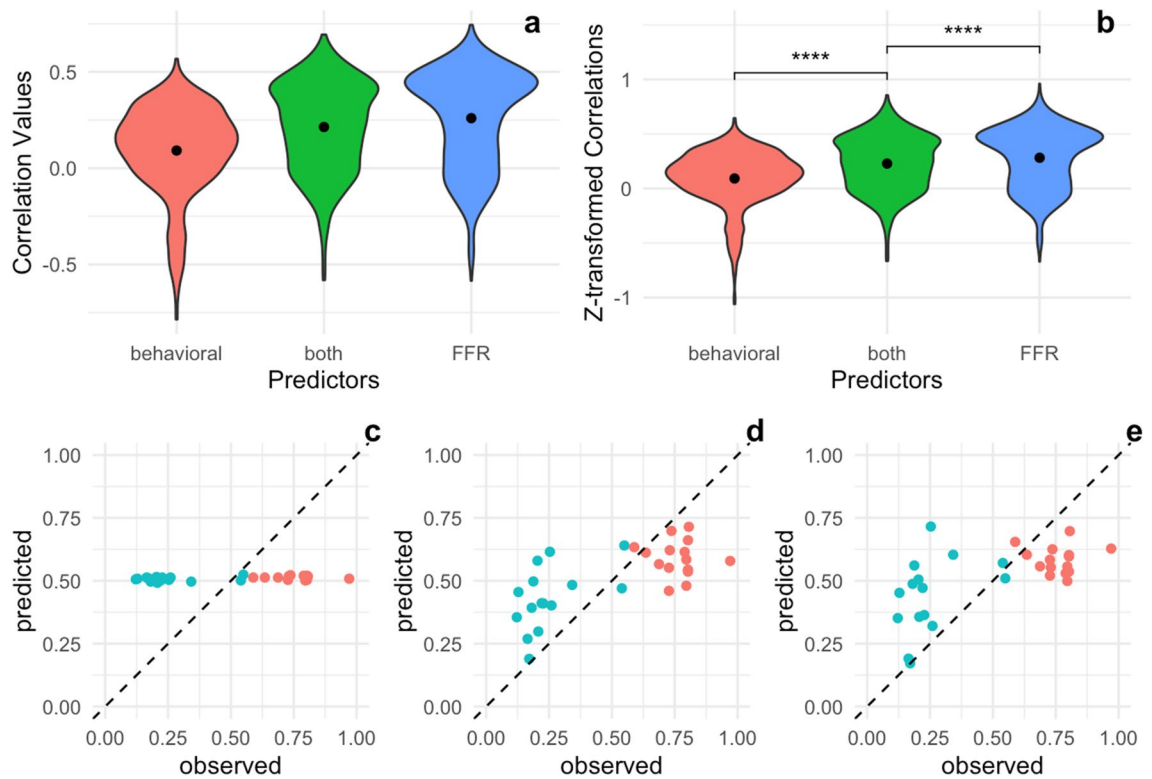 a
Correlation Values
0.5
0.0
-0.5
behavioral both FFR
Predictors
b
Z-transformed Correlations
1
0
-1
****
****
behavioral both FFR
Predictors
c
predicted
1.00
0.75
0.50
0.25
0.00
0.00 0.25 0.50 0.75 1.00
observed
d
predicted
1.00
0.75
0.50
0.25
0.00
0.00 0.25 0.50 0.75 1.00
observed
e
predicted
1.00
0.75
0.50
0.25
0.00
0.00 0.25 0.50 0.75 1.00
observed